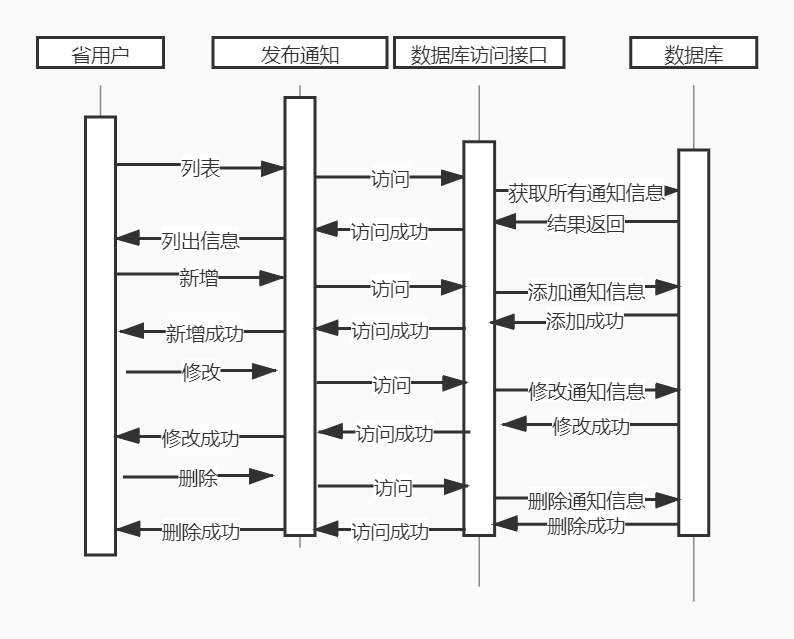 省用户
发布通知
数据库访问接口
数据库
列表
访问
获取所有通知信息
结果返回
访问成功
列出信息
新增
访问
添加通知信息
添加成功
访问成功
新增成功
修改
访问
修改通知信息
修改成功
访问成功
修改成功
删除
访问
删除通知信息
删除成功
访问成功
删除成功